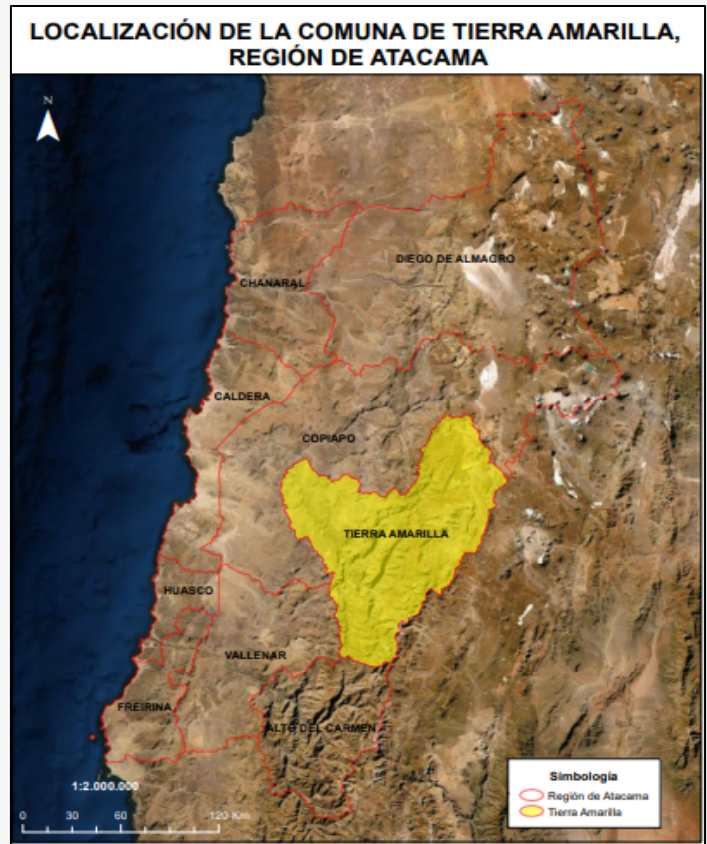 LOCALIZACIÓN DE LA COMUNA DE TIERRA AMARILLA,
REGIÓN DE ATACAMA
N
DIEGO DE ALMAGRO
CHANARAL
CALDERA
COPIAPO
TIERRA AMARILLA
HUASCO
VALLENAR
FREIRINA
ALTO DEL CARMEN
1:2.000.000
0 30 60 120 Km
Simbología
Región de Atacama
Tierra Amarilla